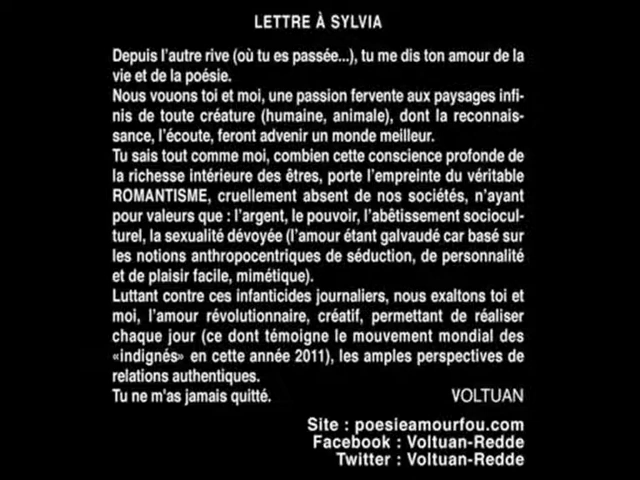 LETTRE À SYLVIA
Depuis l'autre rive (où tu es passée...), tu me dis ton amour de la
vie et de la poésie.
Nous vouons toi et moi, une passion fervente aux paysages infi-
nis de toute créature (humaine, animale), dont la reconnais-
sance, l'écoute, feront advenir un monde meilleur.
Tu sais tout comme moi, combien cette conscience profonde de
la richesse intérieure des êtres, porte l'empreinte du véritable
ROMANTISME, cruellement absent de nos sociétés, n'ayant
pour valeurs que : l'argent, le pouvoir, l'abêtissement sociocul-
turel, la sexualité dévoyée (l'amour étant galvaudé car basé sur
les notions anthropocentriques de séduction, de personnalité
et de plaisir facile, mimétique).
Luttant contre ces infanticides journaliers, nous exaltons toi et
moi, l'amour révolutionnaire, créatif, permettant de réaliser
chaque jour (ce dont témoigne le mouvement mondial des
«indignés» en cette année 2011), les amples perspectives de
relations authentiques.
Tu ne m'as jamais quitté. VOLTUAN
Site : poesieamourfou.com
Facebook : Voltuan-Redde
Twitter : Voltuan-Redde